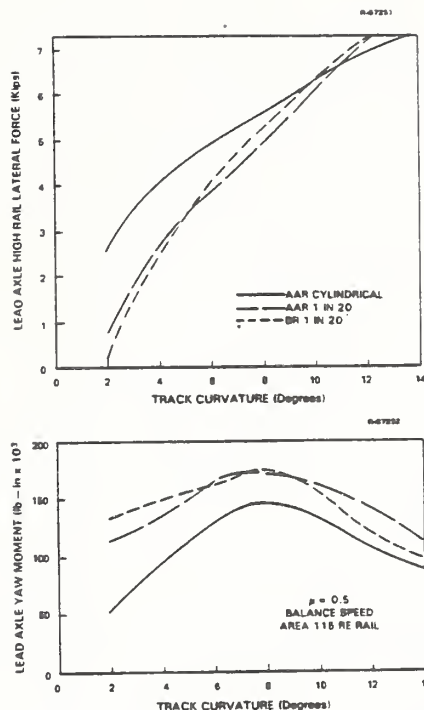 R-67251
7
6
5
4
3
2
1
0
LEAD AXLE HIGH RAIL LATERAL FORCE (Kips)
AAR CYLINDRICAL
AAR 1 IN 20
BR 1 IN 20
0 2 4 6 8 10 12 14
TRACK CURVATURE (Degrees)
R-67252
200
150
100
50
0
LEAD AXLE YAW MOMENT (lb - in x 10³
μ = 0.5
BALANCE SPEED
AREA 115 RE RAIL
0 2 4 6 8 10 12 14
TRACK CURVATURE (Degrees)